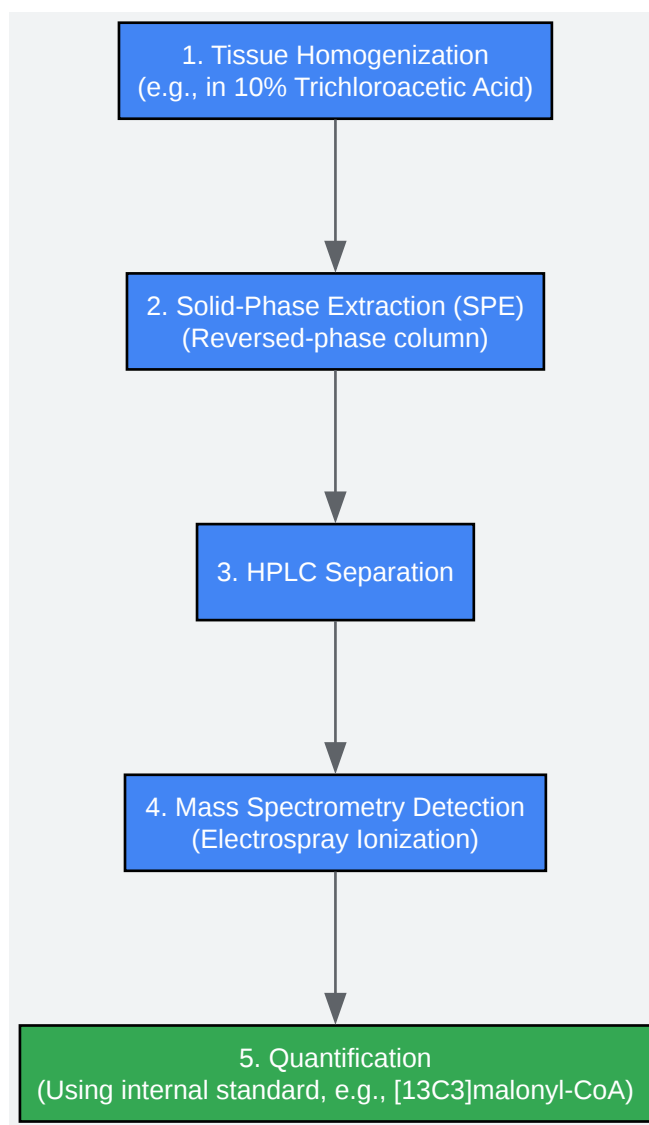 1. Tissue Homogenization
(e.g., in 10% Trichloroacetic Acid)
2. Solid-Phase Extraction (SPE)
(Reversed-phase column)
3. HPLC Separation
4. Mass Spectrometry Detection
(Electrospray Ionization)
5. Quantification
(Using internal standard, e.g., [13C3]malonyl-CoA)